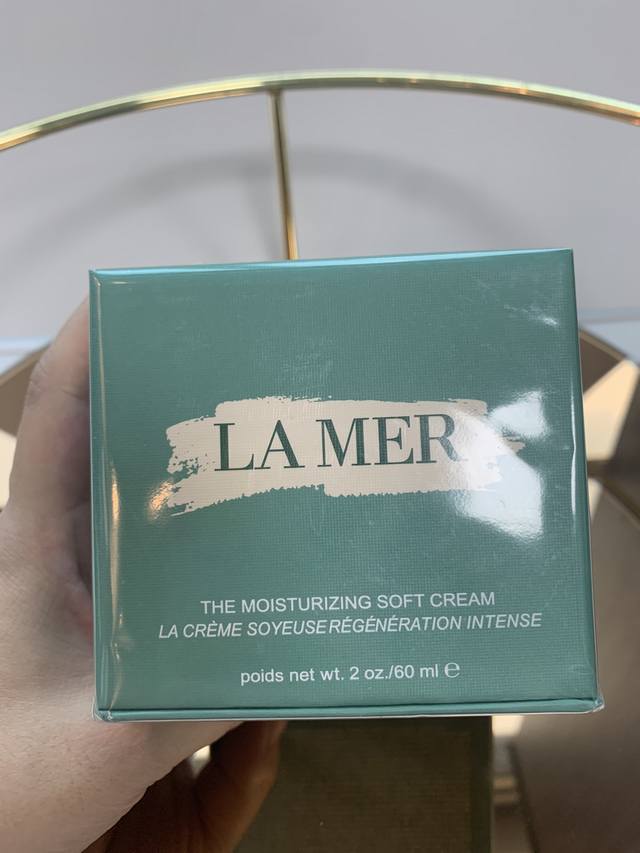 LA MER
THE MOISTURIZING SOFT CREAM
LA CRÈME SOYEUSE RÉGÉNÉRATION INTENSE
poids net wt. 2 oz./60 ml ℮